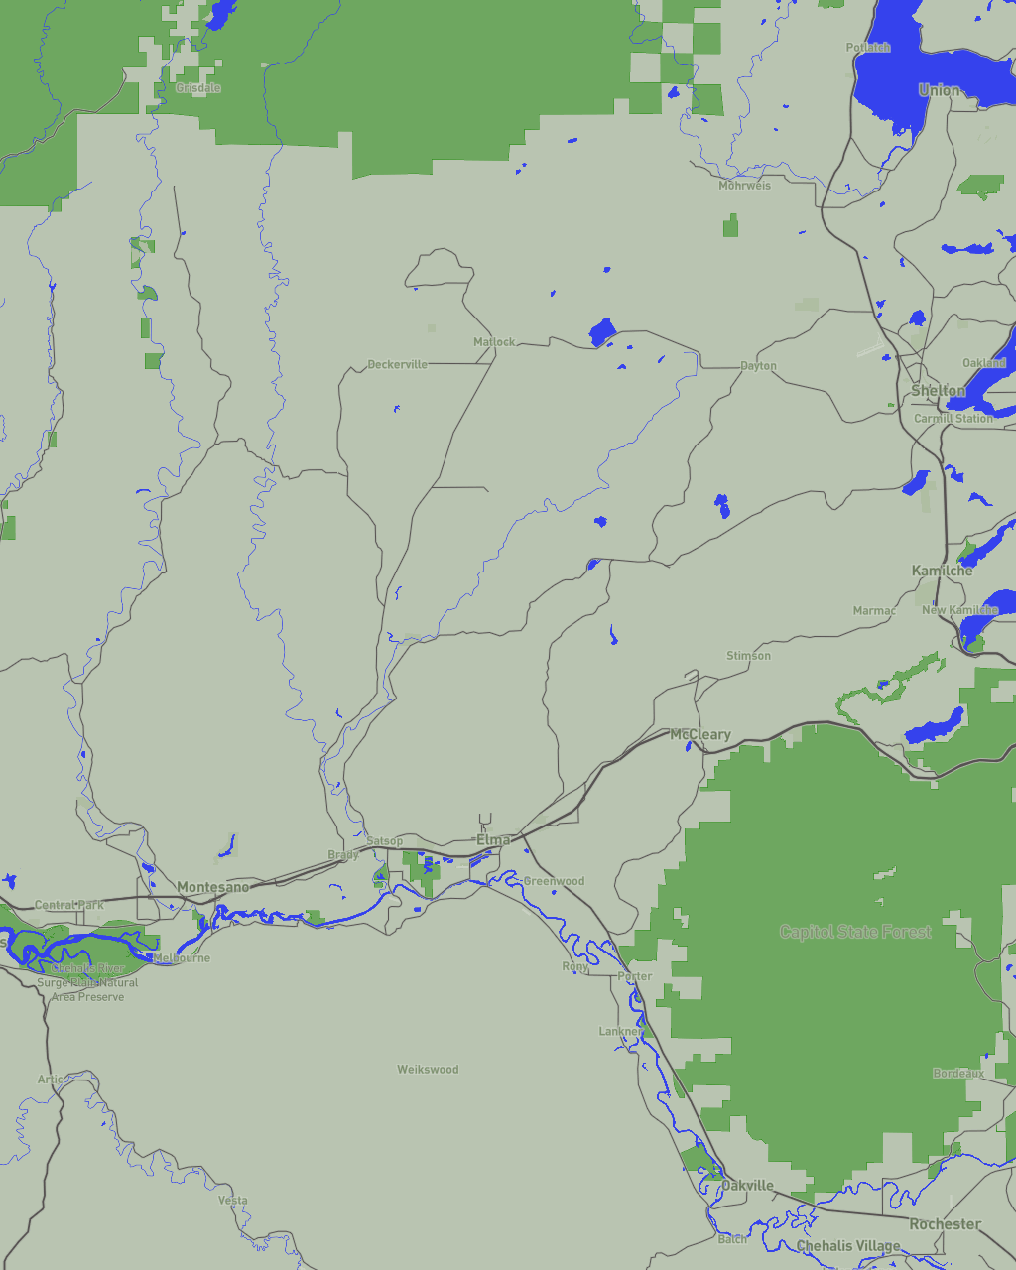 Potlatch
Union
Grisdale
Mohrweis
Matlock
Deckerville
Dayton
Oakland
Shelton
Carmill Station
Kamilche
Marmac
New Kamilche
Stimson
McCleary
Elma
Satsop
Brady
Greenwood
Montesano
Central Park
Capitol State Forest
Melbourne
Chehalis River
Surge Plain Natural
Area Preserve
Rony
Porter
Lankner
Weikswood
Bordeaux
Artic
Oakville
Vesta
Rochester
Balch
Chehalis Village